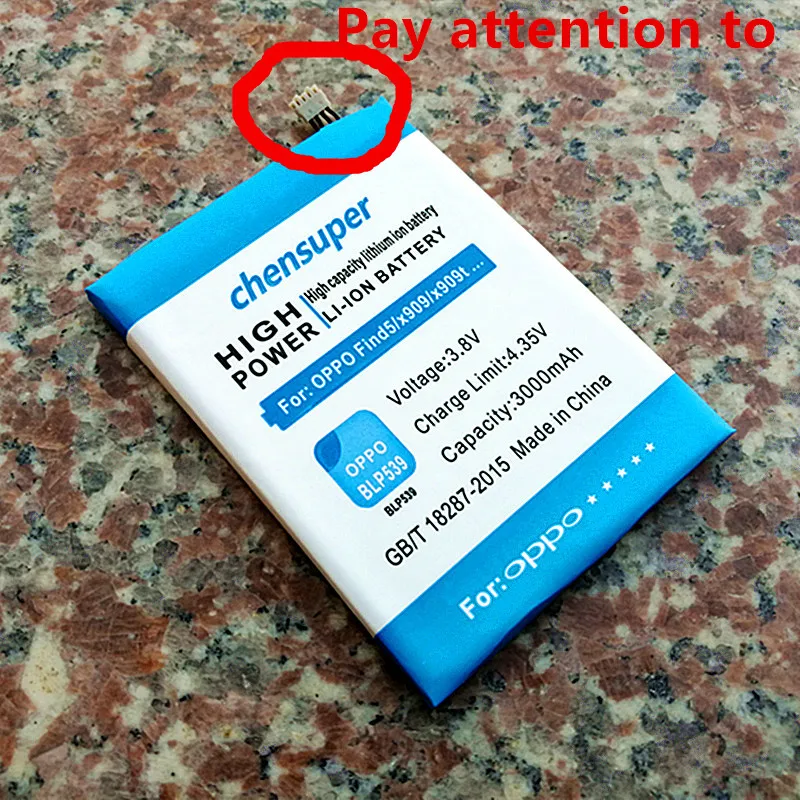 Pay attention to
chensuper
HIGH POWER
High capacity lithium ion battery
LI-ION BATTERY
For: OPPO Find5/x909/x909t ...
Voltage:3.8V
Charge Limit:4.35V
Capacity:3000mAh
OPPO
BLP539
BLP539
GB/T 18287-2015 Made in China
For:oppo★★★★★